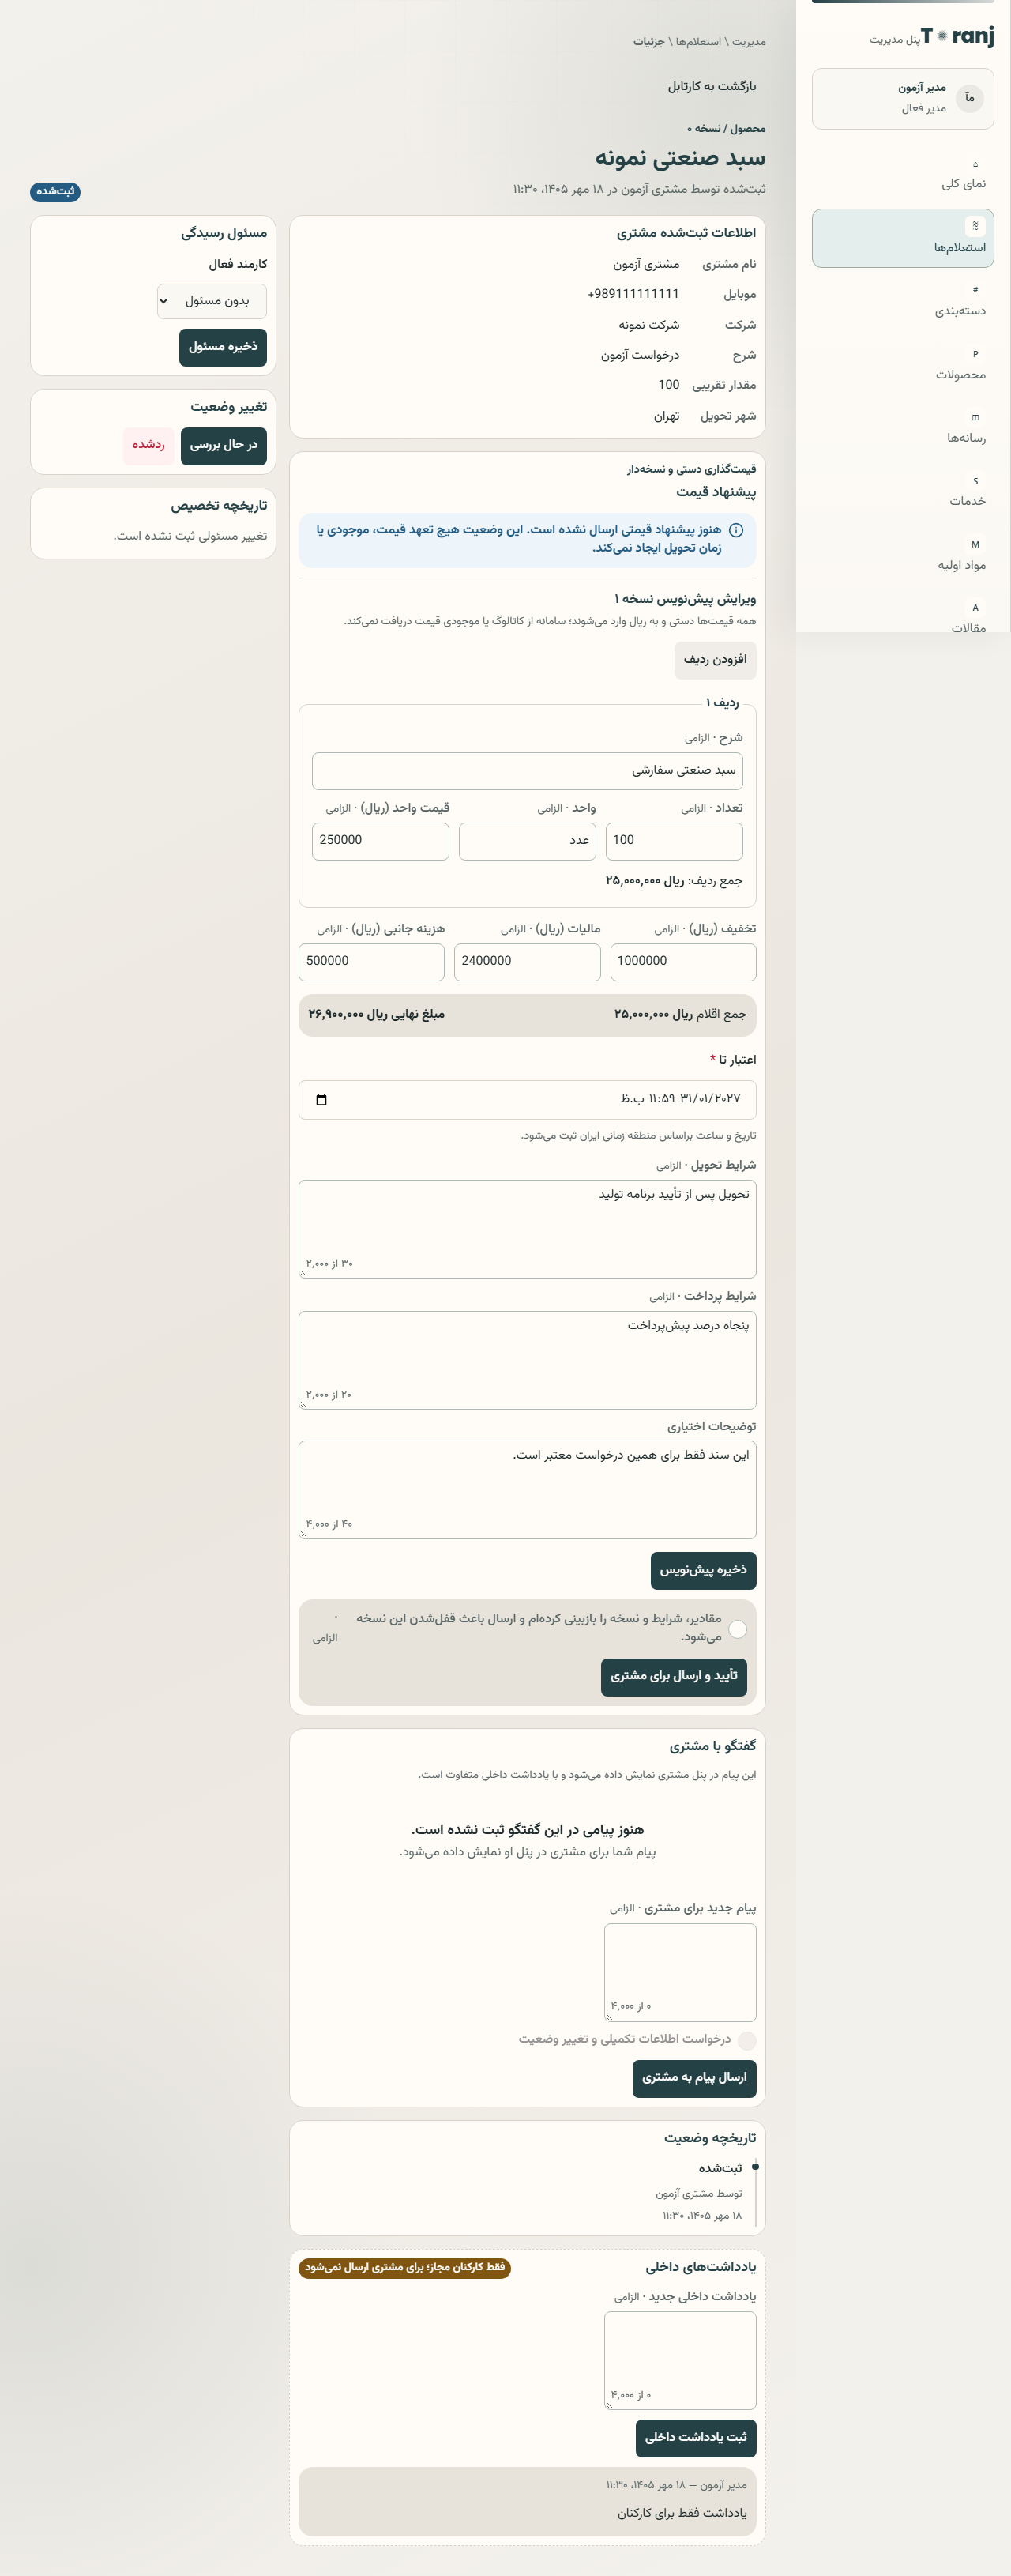 Toranj
پنل مدیریت
مآ
مدیر آزمون
مدیر فعال
نمای کلی
استعلام‌ها
#
دسته‌بندی
P
محصولات
رسانه‌ها
S
خدمات
M
مواد اولیه
A
مقالات
مدیریت \ استعلام‌ها \ جزئیات
بازگشت به کارتابل
محصول / نسخه ۰
سبد صنعتی نمونه
ثبت‌شده توسط مشتری آزمون در ۱۸ مهر ۱۴۰۵، ۱۱:۳۰
ثبت‌شده
اطلاعات ثبت‌شده مشتری
نام مشتری مشتری آزمون
موبایل 989111111111+
شرکت شرکت نمونه
شرح درخواست آزمون
مقدار تقریبی 100
شهر تحویل تهران
قیمت‌گذاری دستی و نسخه‌دار
پیشنهاد قیمت
هنوز پیشنهاد قیمتی ارسال نشده است. این وضعیت هیچ تعهد قیمت، موجودی یا
زمان تحویل ایجاد نمی‌کند.
ویرایش پیش‌نویس نسخه ۱
همه قیمت‌ها دستی و به ریال وارد می‌شوند؛ سامانه از کاتالوگ یا موجودی قیمت دریافت نمی‌کند.
افزودن ردیف
ردیف ۱
شرح · الزامی
سبد صنعتی سفارشی
تعداد · الزامی واحد · الزامی قیمت واحد (ریال) · الزامی
100 عدد 250000
جمع ردیف: ریال ۲۵,۰۰۰,۰۰۰
تخفیف (ریال) · الزامی مالیات (ریال) · الزامی هزینه جانبی (ریال) · الزامی
1000000 2400000 500000
جمع اقلام ریال ۲۵,۰۰۰,۰۰۰ مبلغ نهایی ریال ۲۶,۹۰۰,۰۰۰
اعتبار تا *
۳۱/۰۱/۲۰۲۷ ۱۱:۵۹ ب.ظ
تاریخ و ساعت براساس منطقه زمانی ایران ثبت می‌شود.
شرایط تحویل · الزامی
تحویل پس از تأیید برنامه تولید
۳۰ از ۲,۰۰۰
شرایط پرداخت · الزامی
پنجاه درصد پیش‌پرداخت
۲۰ از ۲,۰۰۰
توضیحات اختیاری
این سند فقط برای همین درخواست معتبر است.
۴۰ از ۴,۰۰۰
ذخیره پیش‌نویس
مقادیر، شرایط و نسخه را بازبینی کرده‌ام و ارسال باعث قفل‌شدن این نسخه
می‌شود.
· الزامی
تأیید و ارسال برای مشتری
گفتگو با مشتری
این پیام در پنل مشتری نمایش داده می‌شود و با یادداشت داخلی متفاوت است.
هنوز پیامی در این گفتگو ثبت نشده است.
پیام شما برای مشتری در پنل او نمایش داده می‌شود.
پیام جدید برای مشتری · الزامی
۰ از ۴,۰۰۰
درخواست اطلاعات تکمیلی و تغییر وضعیت
ارسال پیام به مشتری
تاریخچه وضعیت
ثبت‌شده
توسط مشتری آزمون
۱۸ مهر ۱۴۰۵، ۱۱:۳۰
یادداشت‌های داخلی
فقط کارکنان مجاز؛ برای مشتری ارسال نمی‌شود
یادداشت داخلی جدید · الزامی
۰ از ۴,۰۰۰
ثبت یادداشت داخلی
مدیر آزمون — ۱۸ مهر ۱۴۰۵، ۱۱:۳۰
یادداشت فقط برای کارکنان
مسئول رسیدگی
کارمند فعال
بدون مسئول
ذخیره مسئول
تغییر وضعیت
در حال بررسی ردشده
تاریخچه تخصیص
تغییر مسئولی ثبت نشده است.